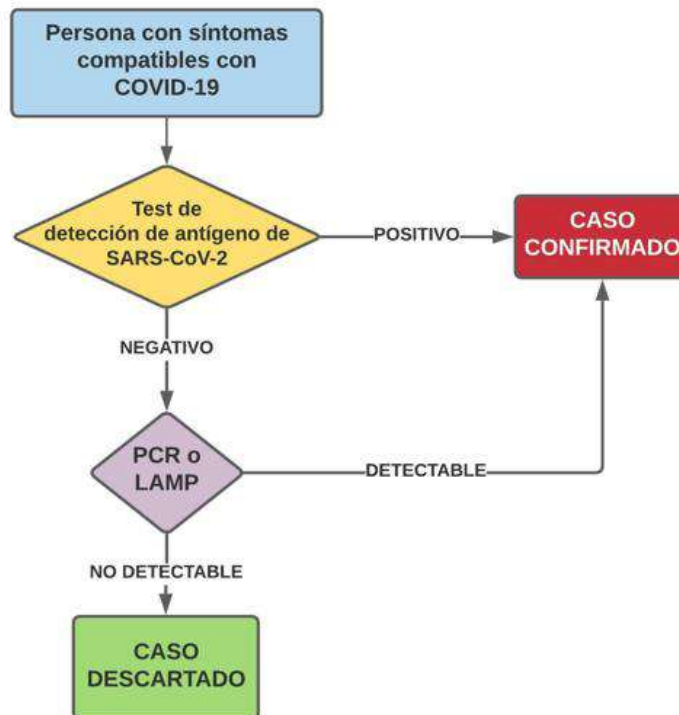 Persona con síntomas
compatibles con
COVID-19
Test de
detección de antígeno de
SARS-CoV-2
POSITIVO
CASO
CONFIRMADO
NEGATIVO
PCR o
LAMP
DETECTABLE
NO DETECTABLE
CASO
DESCARTADO